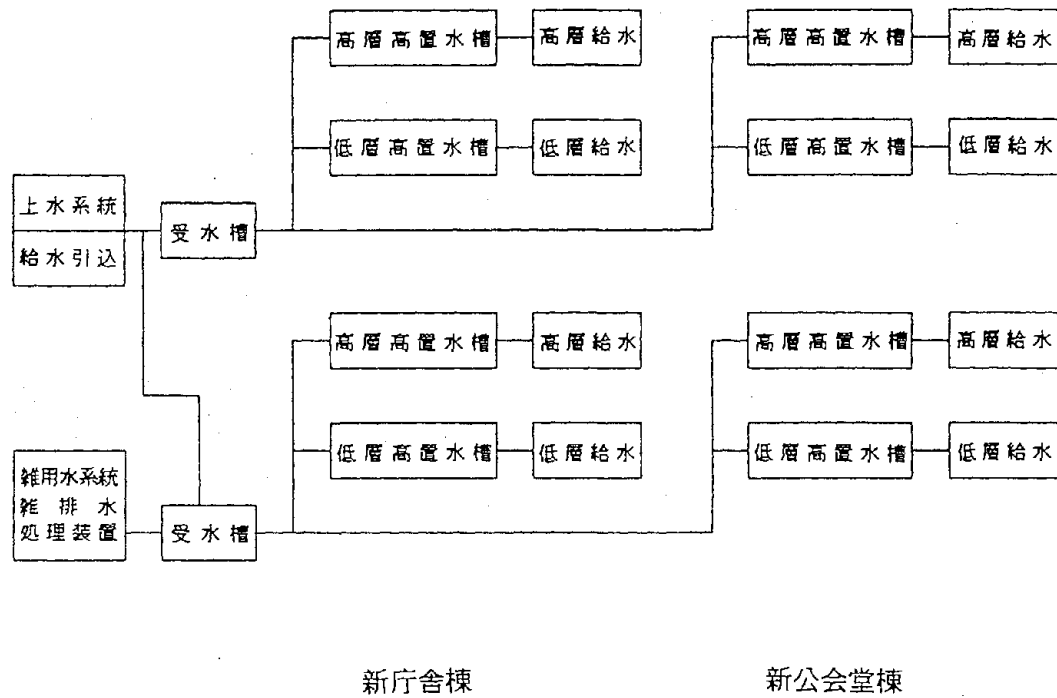 高層高置水槽 高層給水 高層高置水槽 高層給水
低層高置水槽 低層給水 低層高置水槽 低層給水
上水系統
給水引込
受水槽
高層高置水槽 高層給水 高層高置水槽 高層給水
低層高置水槽 低層給水 低層高置水槽 低層給水
雑用水系統
雑排水
処理装置
受水槽
新庁舎棟 新公会堂棟